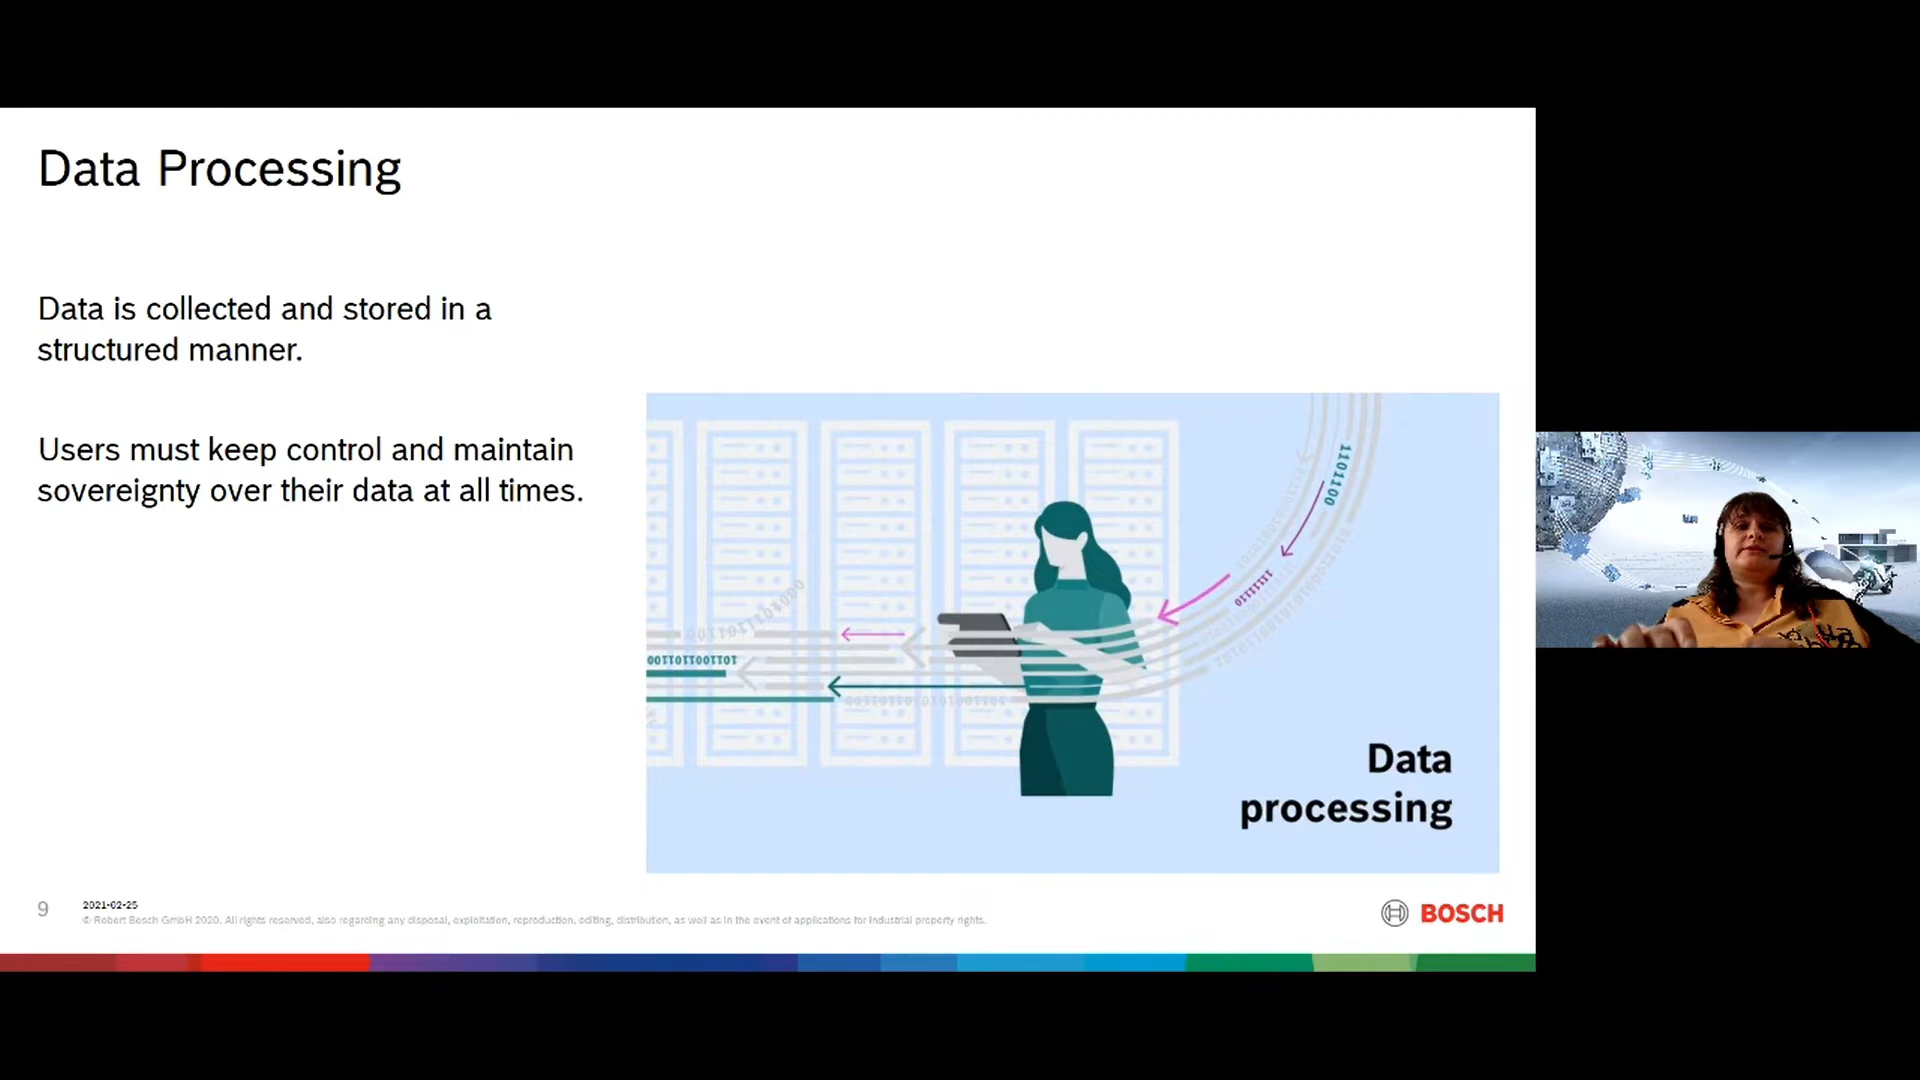 Data Processing
Data is collected and stored in a
structured manner.
Users must keep control and maintain
sovereignty over their data at all times.
1101100
11111110
1011001101100
Data
processing
9
2021-02-25
© Robert Bosch GmbH 2020. All rights reserved, also regarding any disposal, exploitation, reproduction, editing, distribution, as well as in the event of applications for industrial property rights.
BOSCH